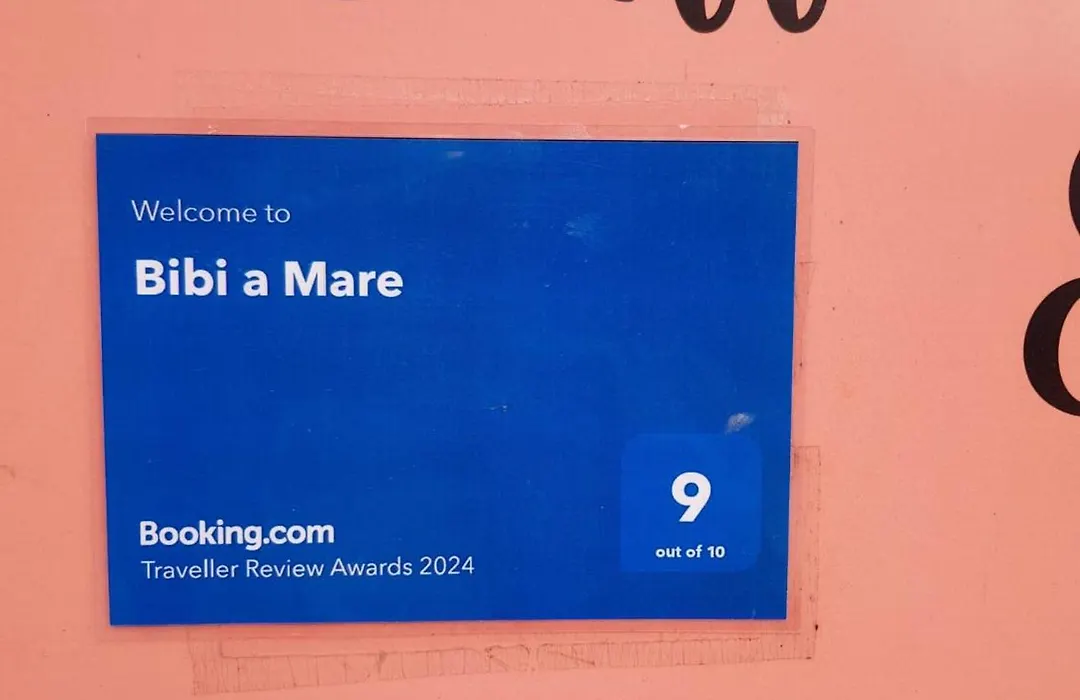 Welcome to
Bibi a Mare
9
out of 10
Booking.com
Traveller Review Awards 2024